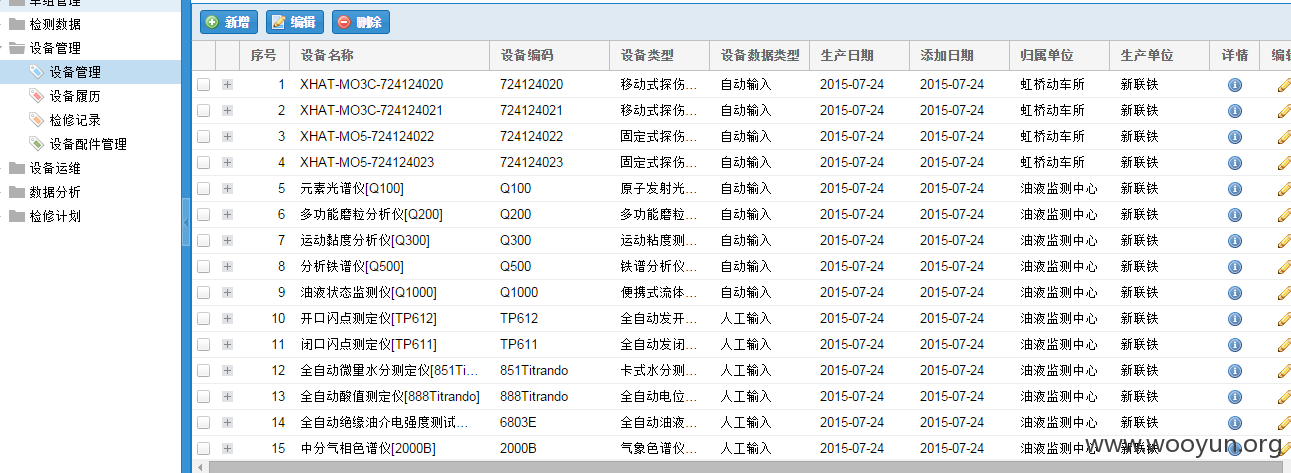 车组管理
检测数据
设备管理
设备管理
设备履历
检修记录
设备配件管理
设备运维
数据分析
检修计划
新增 编辑 删除
序号 设备名称 设备编码 设备类型 设备数据类型 生产日期 添加日期 归属单位 生产单位 详情 编辑
1 XHAT-MO3C-724124020 724124020 移动式探伤... 自动输入 2015-07-24 2015-07-24 虹桥动车所 新联铁
2 XHAT-MO3C-724124021 724124021 移动式探伤... 自动输入 2015-07-24 2015-07-24 虹桥动车所 新联铁
3 XHAT-MO5-724124022 724124022 固定式探伤... 自动输入 2015-07-24 2015-07-24 虹桥动车所 新联铁
4 XHAT-MO5-724124023 724124023 固定式探伤... 自动输入 2015-07-24 2015-07-24 虹桥动车所 新联铁
5 元素光谱仪[Q100] Q100 原子发射光... 自动输入 2015-07-24 2015-07-24 油液监测中心 新联铁
6 多功能磨粒分析仪[Q200] Q200 多功能磨粒... 自动输入 2015-07-24 2015-07-24 油液监测中心 新联铁
7 运动黏度分析仪[Q300] Q300 运动粘度测... 自动输入 2015-07-24 2015-07-24 油液监测中心 新联铁
8 分析铁谱仪[Q500] Q500 铁谱分析仪... 自动输入 2015-07-24 2015-07-24 油液监测中心 新联铁
9 油液状态监测仪[Q1000] Q1000 便携式流体... 自动输入 2015-07-24 2015-07-24 油液监测中心 新联铁
10 开口闪点测定仪[TP612] TP612 全自动发开... 人工输入 2015-07-24 2015-07-24 油液监测中心 新联铁
11 闭口闪点测定仪[TP611] TP611 全自动发闭... 人工输入 2015-07-24 2015-07-24 油液监测中心 新联铁
12 全自动微量水分测定仪[851Ti... 851Titrando 卡式水分测... 人工输入 2015-07-24 2015-07-24 油液监测中心 新联铁
13 全自动酸值测定仪[888Titrando] 888Titrando 全自动电位... 人工输入 2015-07-24 2015-07-24 油液监测中心 新联铁
14 全自动绝缘油介电强度测试... 6803E 全自动油液... 人工输入 2015-07-24 2015-07-24 油液监测中心 新联铁
15 中分气相色谱仪[2000B] 2000B 气象色谱仪... 人工输入 2015-07-24 2015-07-24 油液监测中心 新联铁
www.wooyun.org